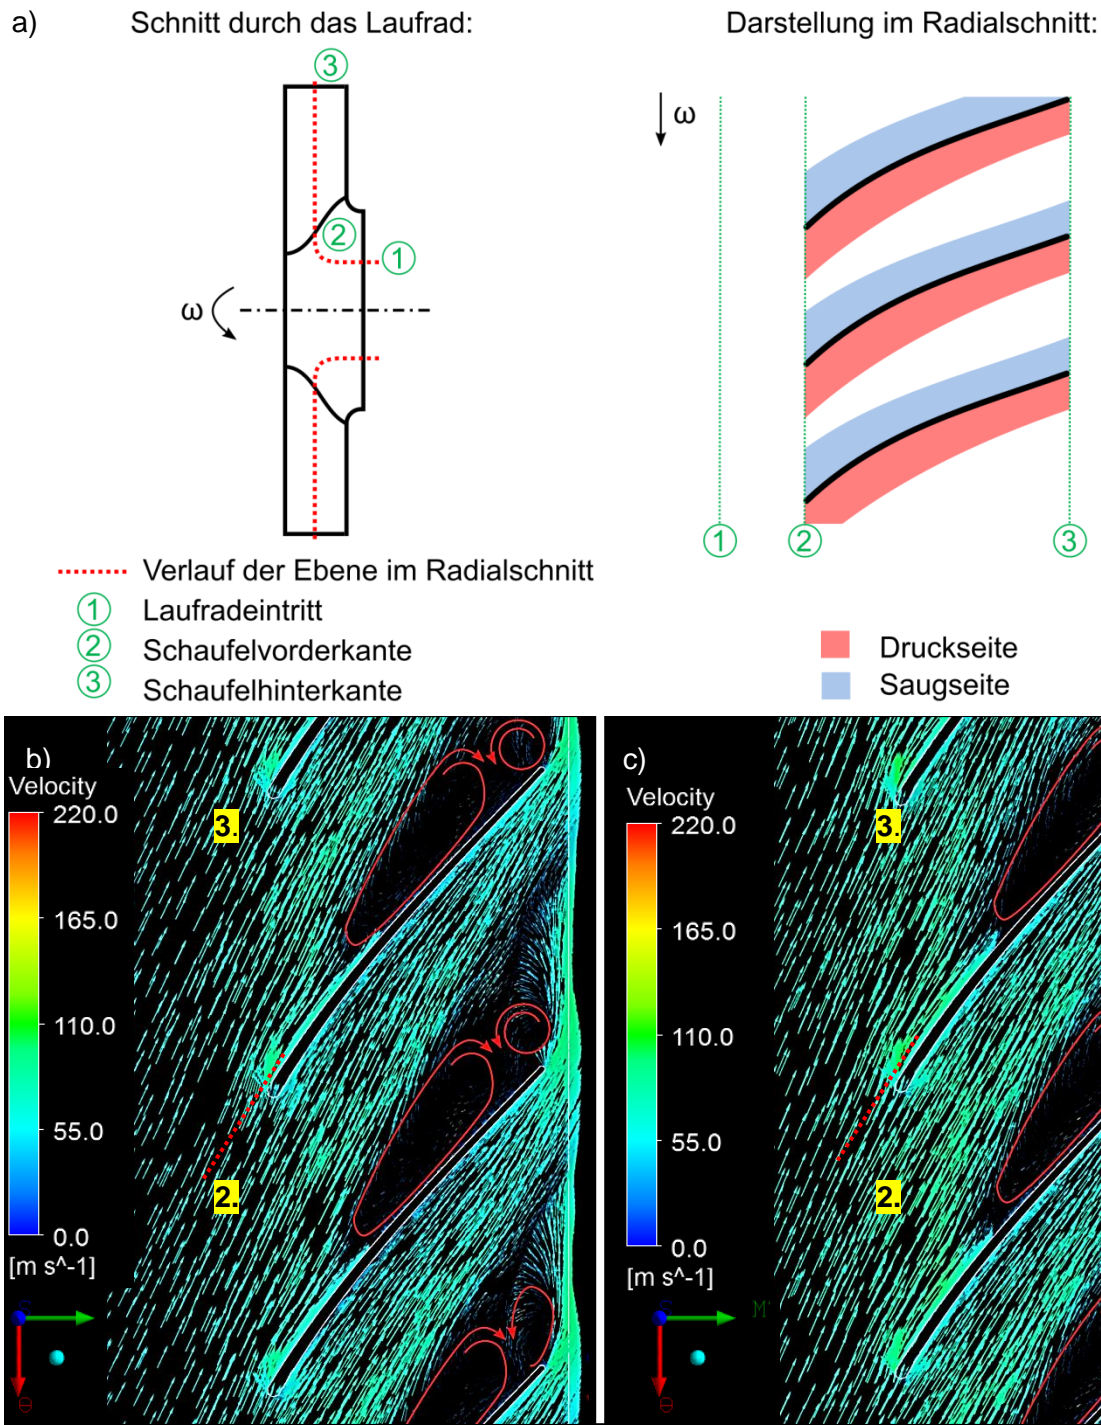 a)
Schnitt durch das Laufrad:
Darstellung im Radialschnitt:
3
ω
2
1
ω
1
2
3
Verlauf der Ebene im Radialschnitt
1 Laufradeintritt
2 Schaufelvorderkante
3 Schaufelhinterkante
Druckseite
Saugseite
b)
Velocity
220.0
165.0
110.0
55.0
0.0
[m s^-1]
3.
2.
θ
c)
Velocity
220.0
165.0
110.0
55.0
0.0
[m s^-1]
3.
2.
θ